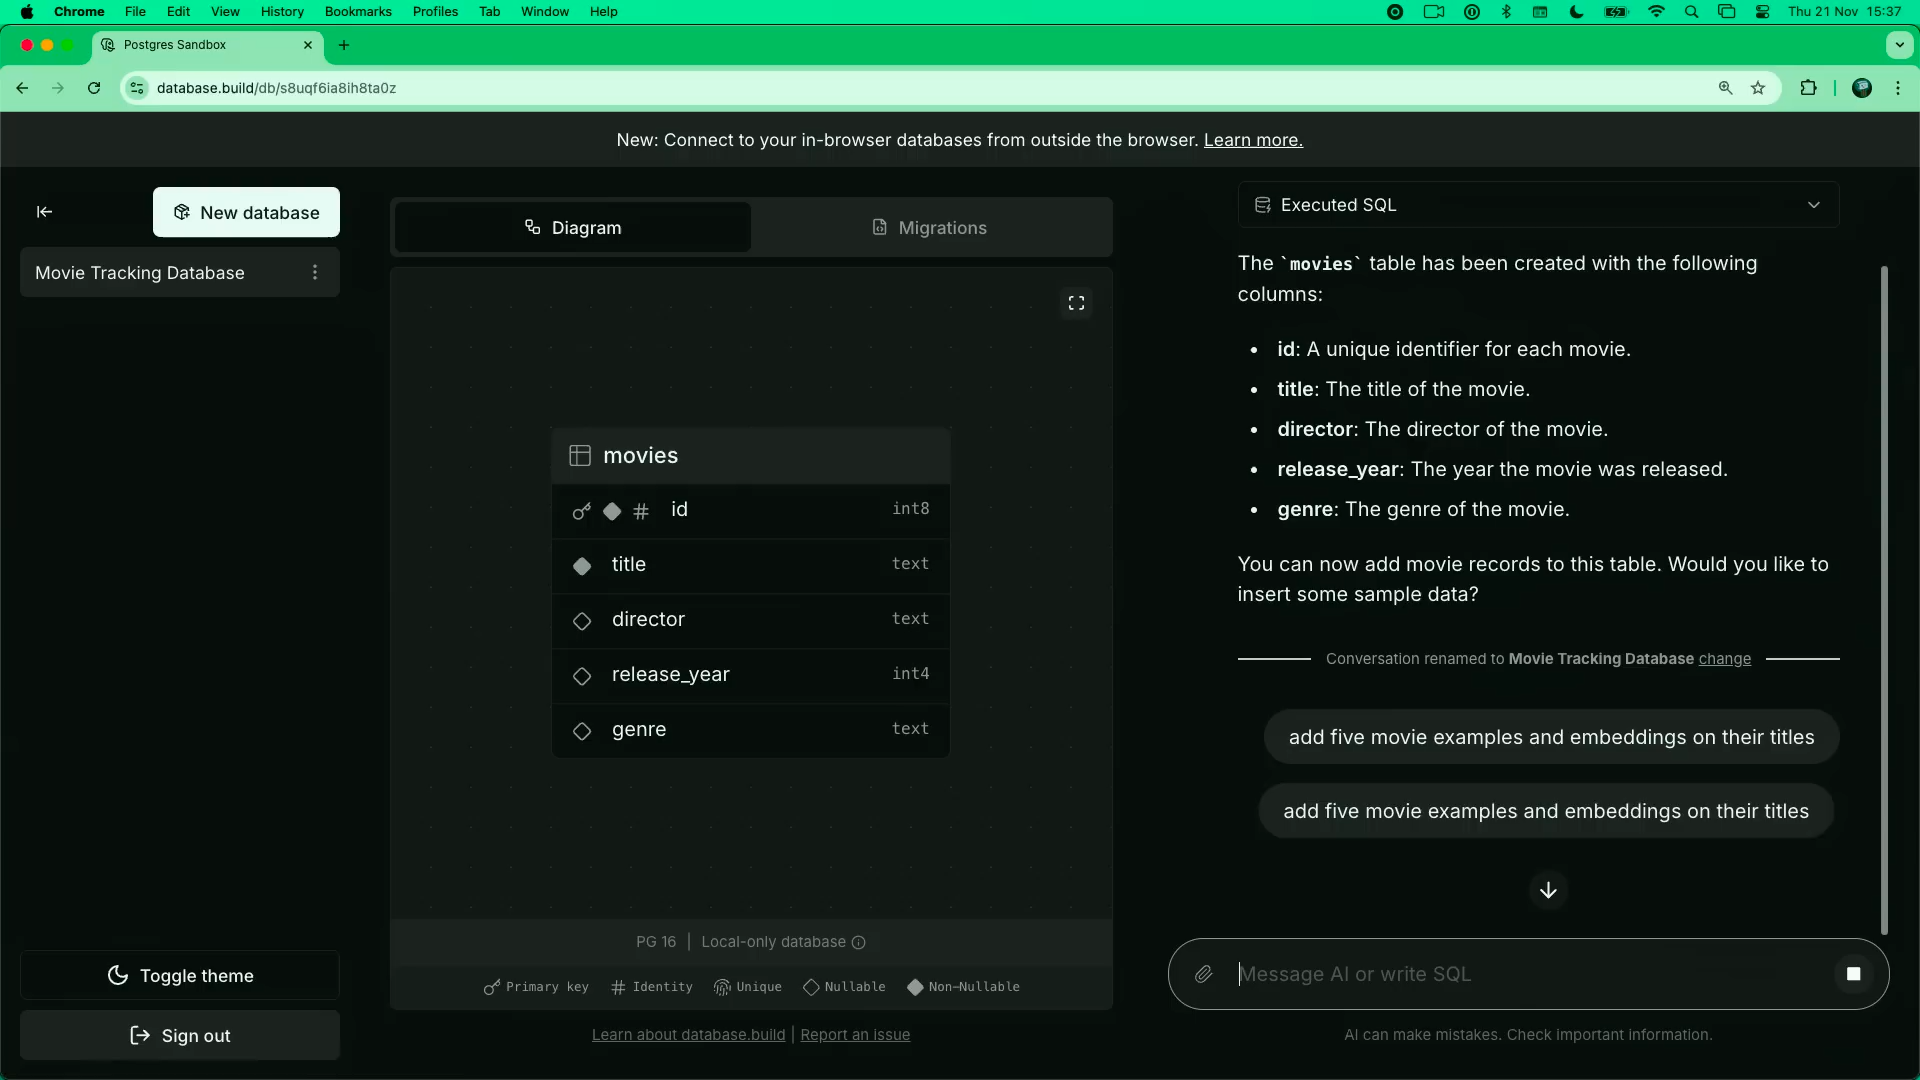 Chrome File Edit View History Bookmarks Profiles Tab Window Help Thu 21 Nov 15:37
Postgres Sandbox
database.build/db/s8uqf6ia8ih8ta0z
New: Connect to your in-browser databases from outside the browser. Learn more.
New database
Movie Tracking Database
Toggle theme
Sign out
Diagram Migrations
movies
# id int8
title text
director text
release_year int4
genre text
PG 16 | Local-only database
Primary key # Identity Unique Nullable Non-Nullable
Learn about database.build | Report an issue
Executed SQL
The `movies` table has been created with the following
columns:
• id: A unique identifier for each movie.
• title: The title of the movie.
• director: The director of the movie.
• release_year: The year the movie was released.
• genre: The genre of the movie.
You can now add movie records to this table. Would you like to
insert some sample data?
Conversation renamed to Movie Tracking Database change
add five movie examples and embeddings on their titles
add five movie examples and embeddings on their titles
Message AI or write SQL
AI can make mistakes. Check important information.